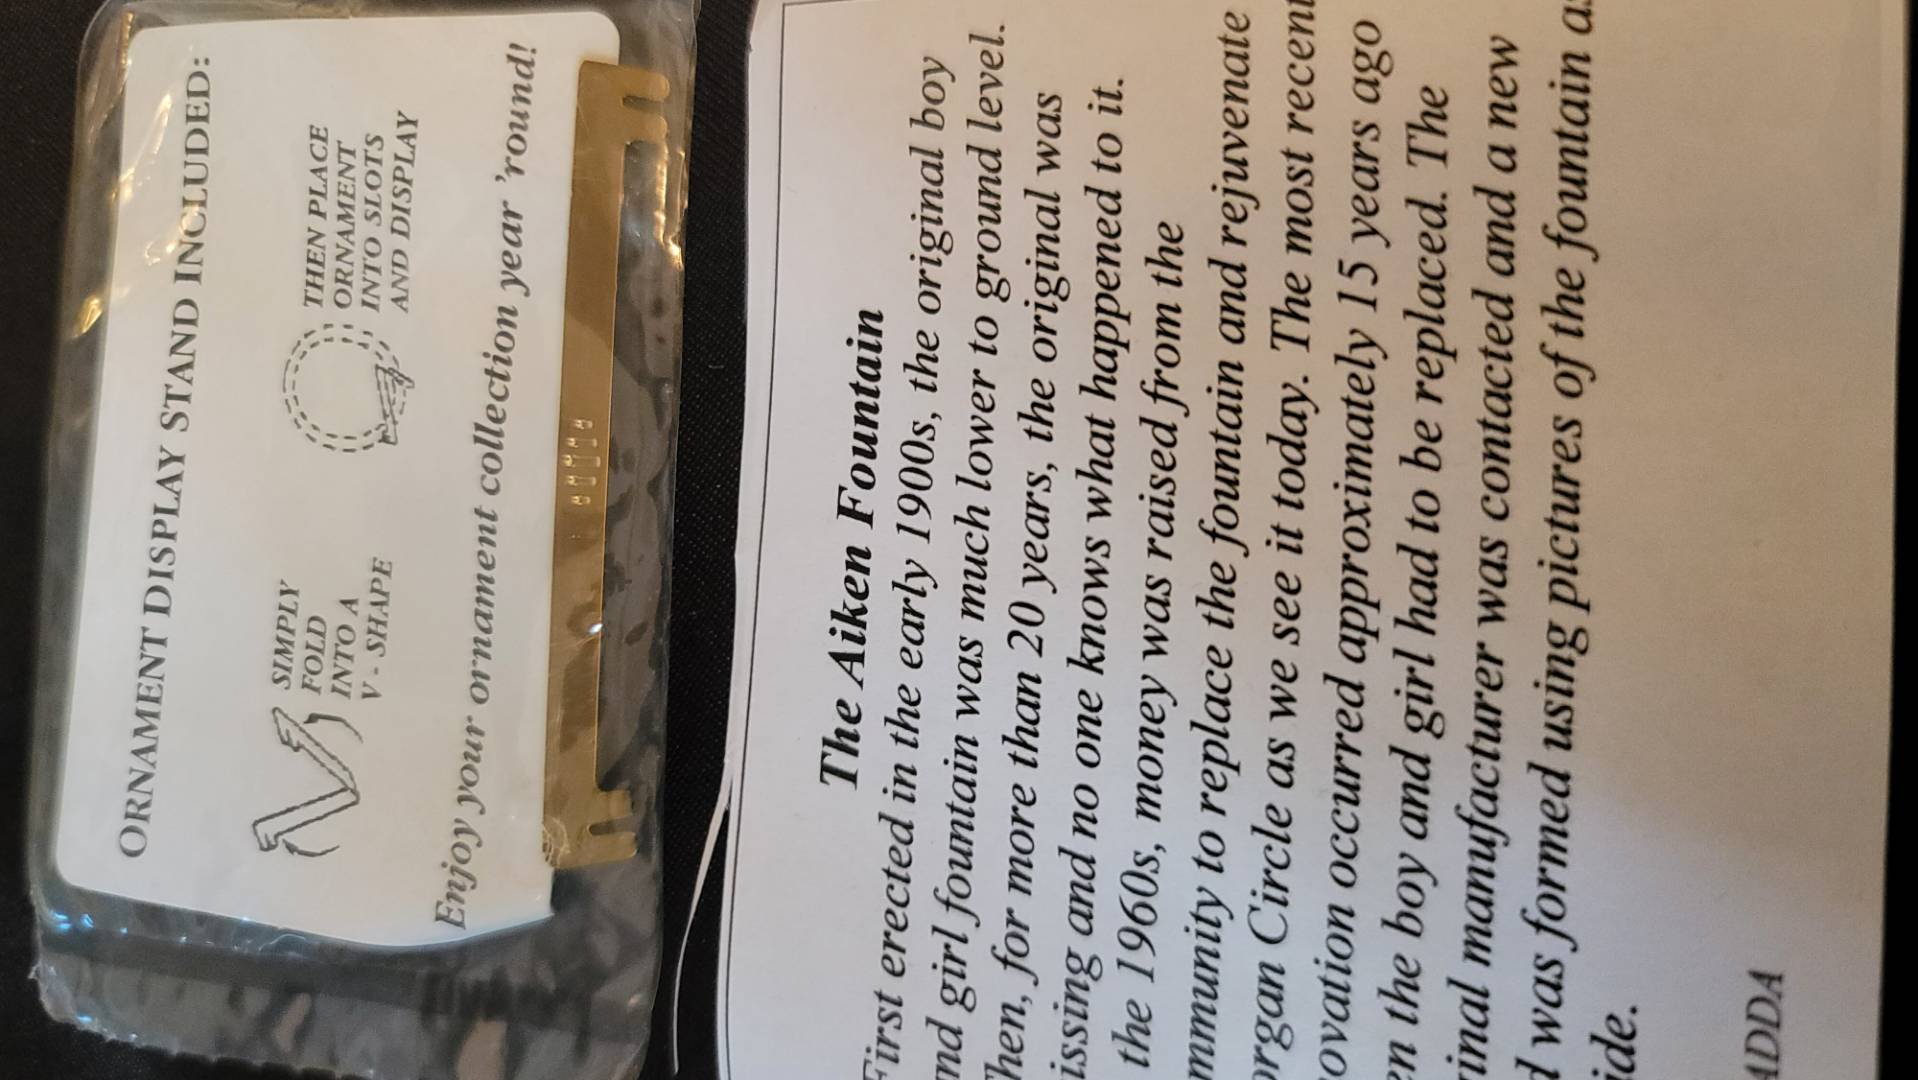 ORNAMENT DISPLAY STAND INCLUDED:
SIMPLY
FOLD
INTO A
V - SHAPE
THEN PLACE
ORNAMENT
INTO SLOTS
AND DISPLAY
Enjoy your ornament collection year 'round!
The Aiken Fountain
First erected in the early 1900s, the original boy
nd girl fountain was much lower to ground level.
hen, for more than 20 years, the original was
issing and no one knows what happened to it.
the 1960s, money was raised from the
mmunity to replace the fountain and rejuvenate
organ Circle as we see it today. The most recent
ovation occurred approximately 15 years ago
en the boy and girl had to be replaced. The
inal manufacturer was contacted and a new
d was formed using pictures of the fountain as
ide.
ADDA